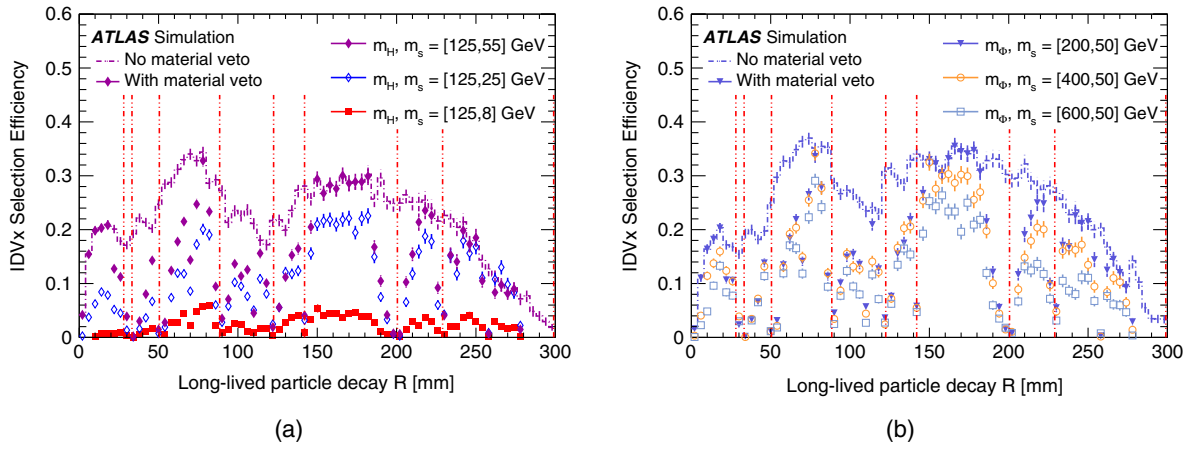 ATLAS Simulation
No material veto
With material veto
m_H, m_s = [125,55] GeV
m_H, m_s = [125,25] GeV
m_H, m_s = [125,8] GeV
IDVx Selection Efficiency
0.6
0.5
0.4
0.3
0.2
0.1
0
0 50 100 150 200 250 300
Long-lived particle decay R [mm]
(a)
ATLAS Simulation
No material veto
With material veto
m_Φ, m_s = [200,50] GeV
m_Φ, m_s = [400,50] GeV
m_Φ, m_s = [600,50] GeV
IDVx Selection Efficiency
0.6
0.5
0.4
0.3
0.2
0.1
0
0 50 100 150 200 250 300
Long-lived particle decay R [mm]
(b)